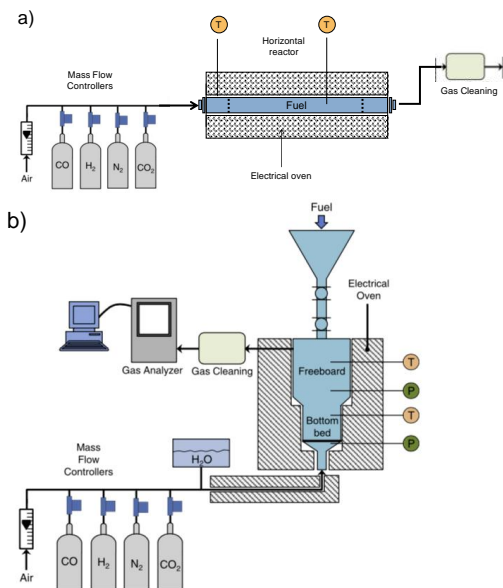 a)
T
T
Horizontal
reactor
Mass Flow
Controllers
Fuel
Gas Cleaning
Air
CO
H₂
N₂
CO₂
Electrical oven
b)
Fuel
Electrical
Oven
Gas Analyzer
Gas Cleaning
Freeboard
T
P
Bottom
bed
T
P
Mass
Flow
Controllers
H₂O
Air
CO
H₂
N₂
CO₂